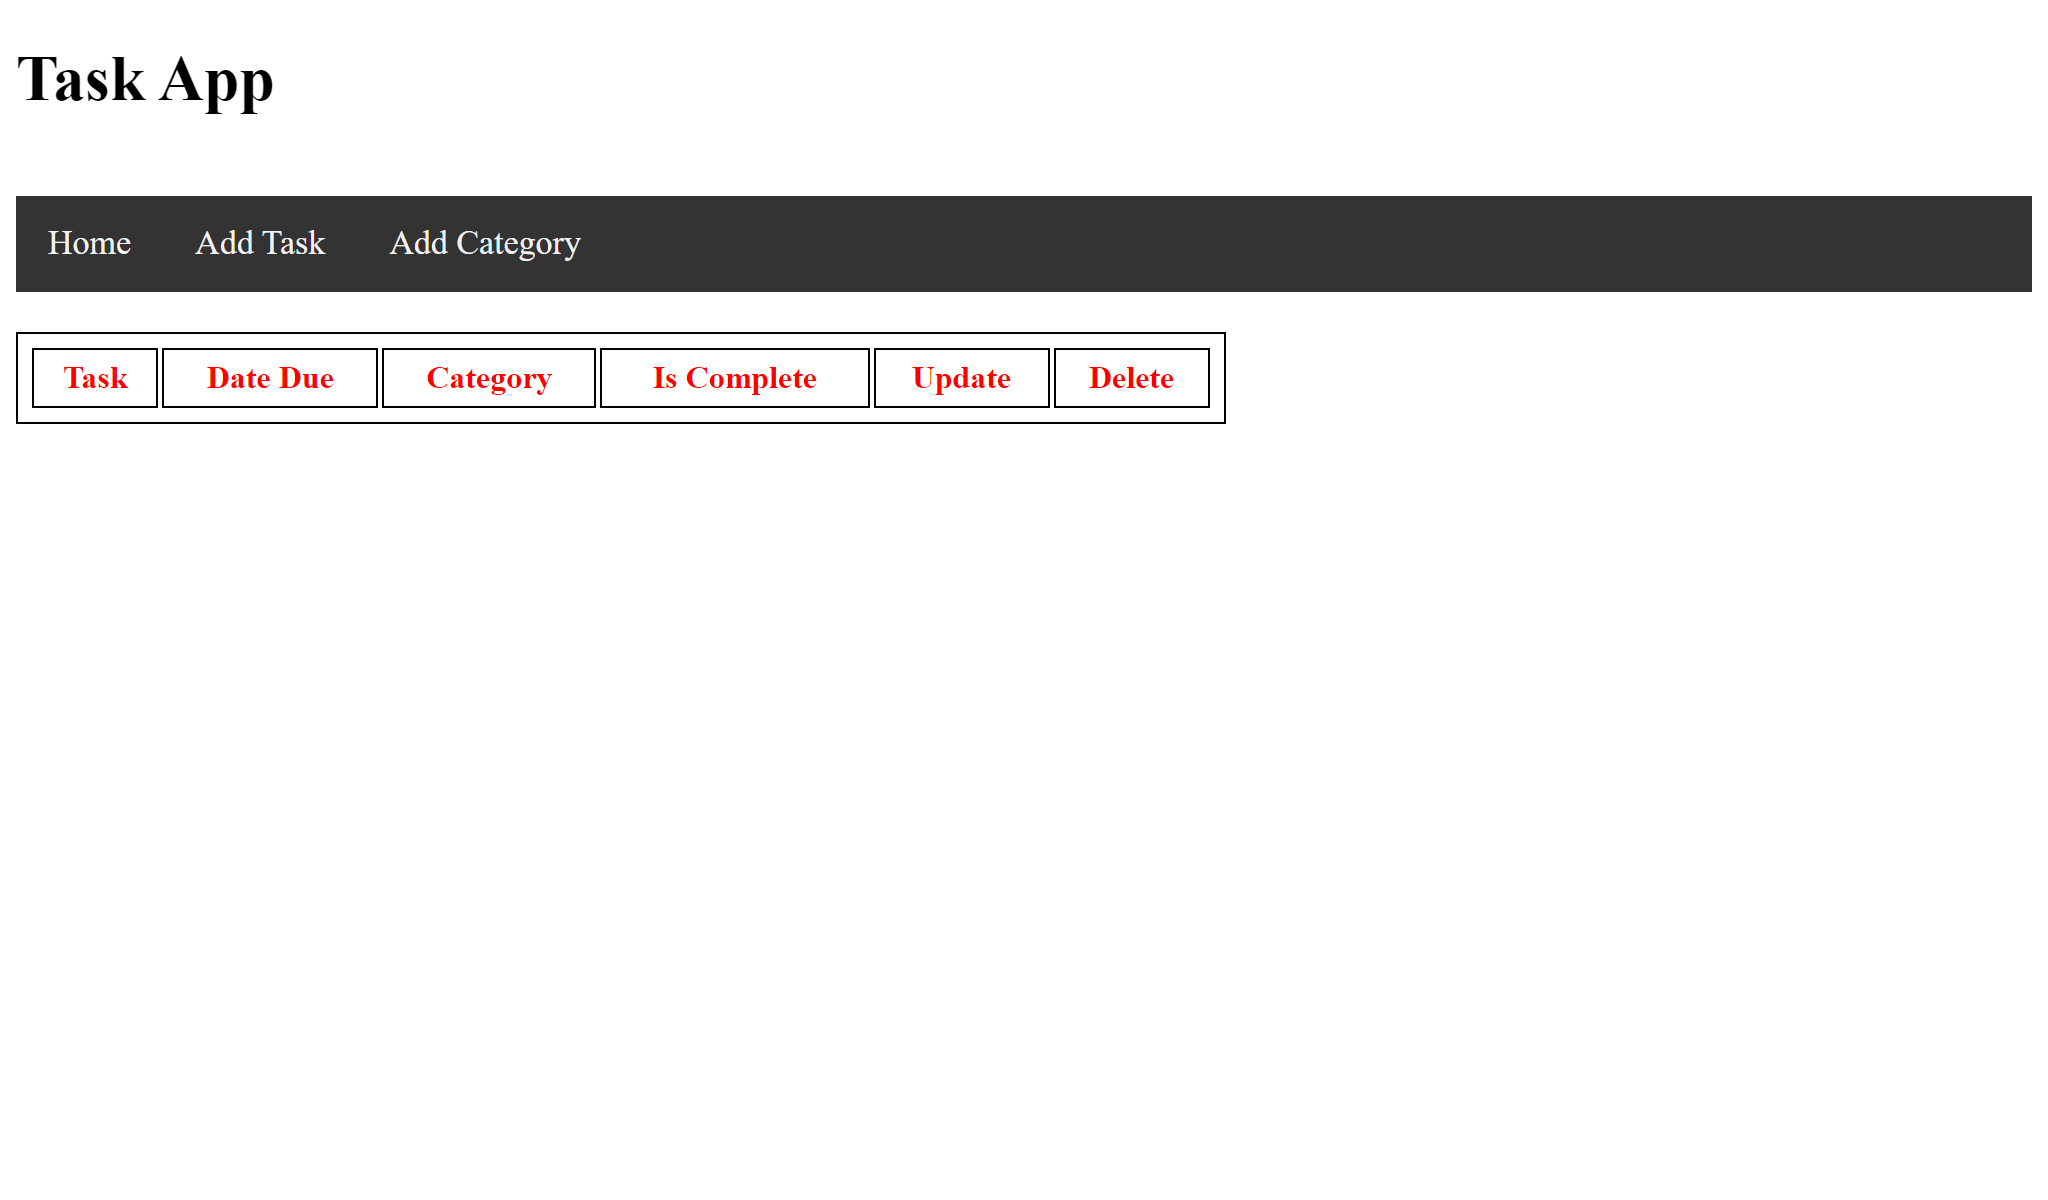 Task App
Home Add Task Add Category
Task Date Due Category Is Complete Update Delete